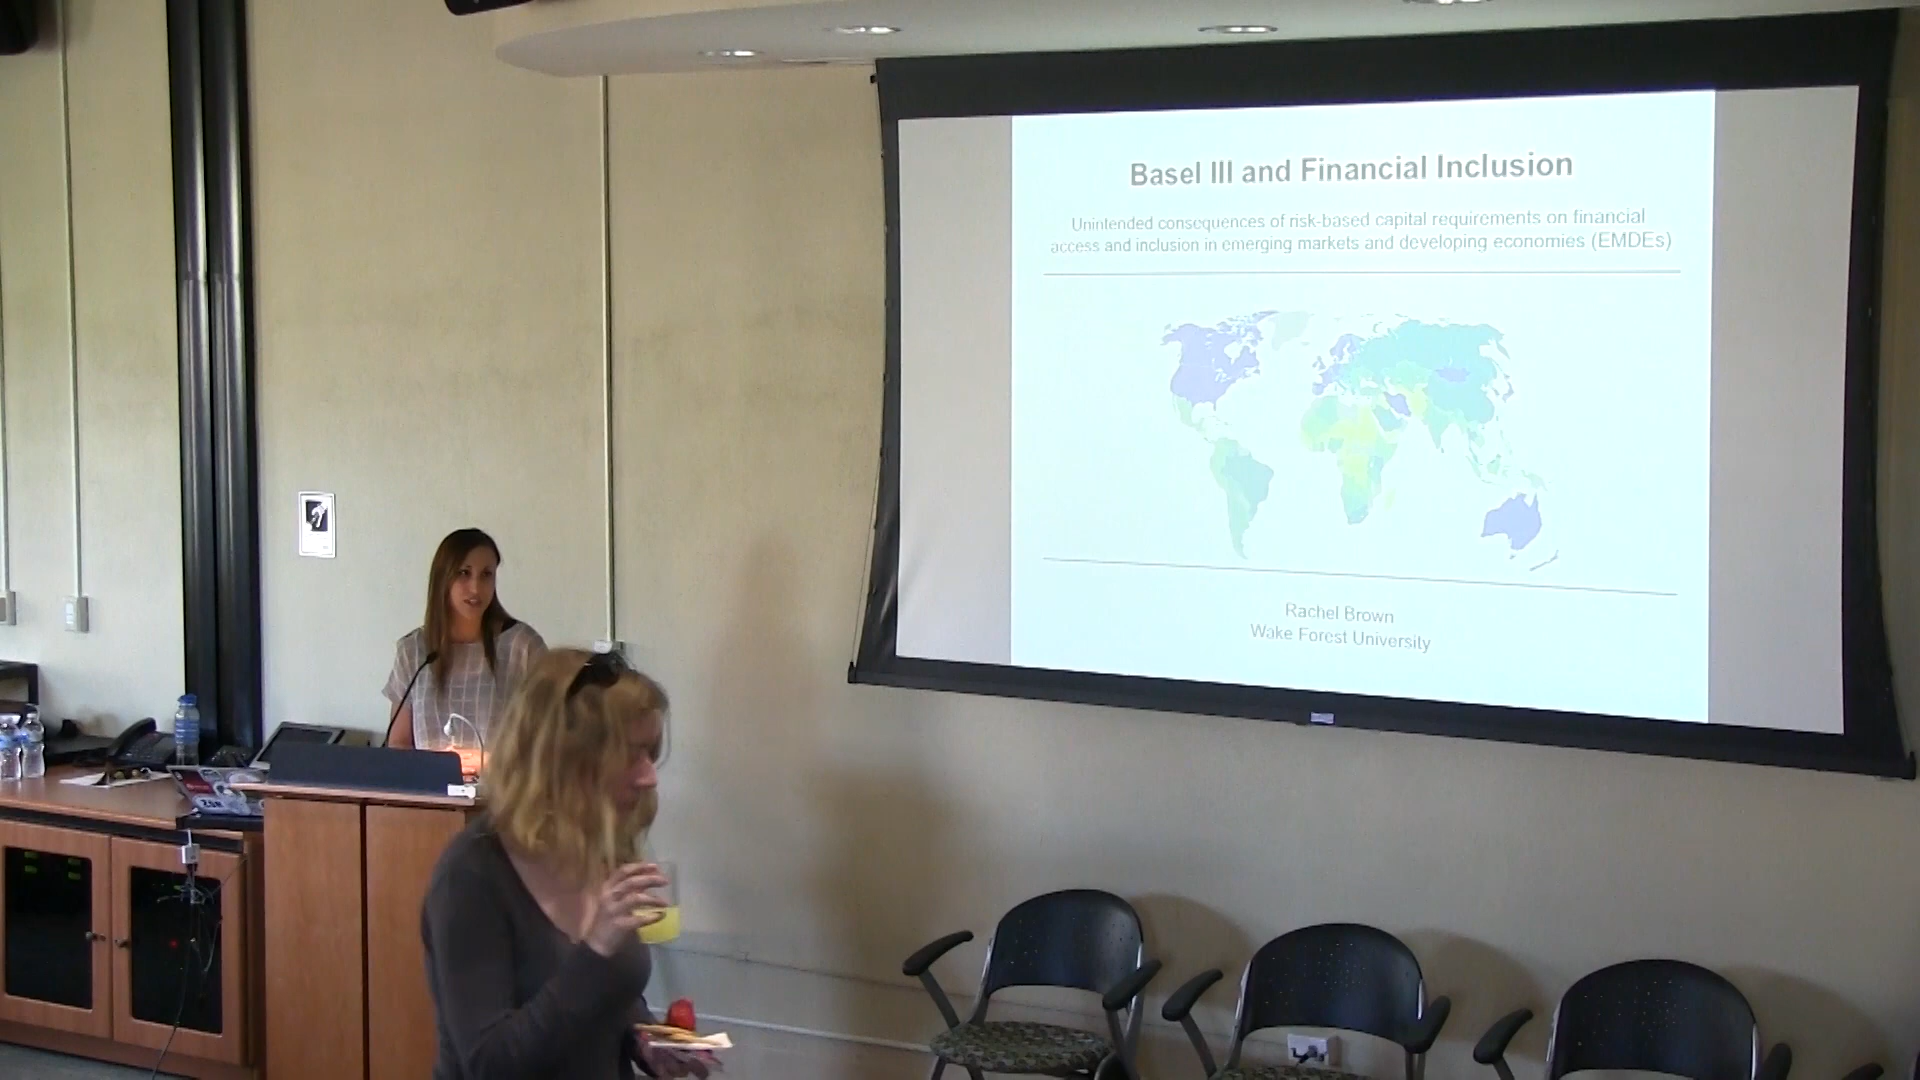 Basel III and Financial Inclusion
Unintended consequences of risk-based capital requirements on financial
access and inclusion in emerging markets and developing economies (EMDEs)
Rachel Brown
Wake Forest University